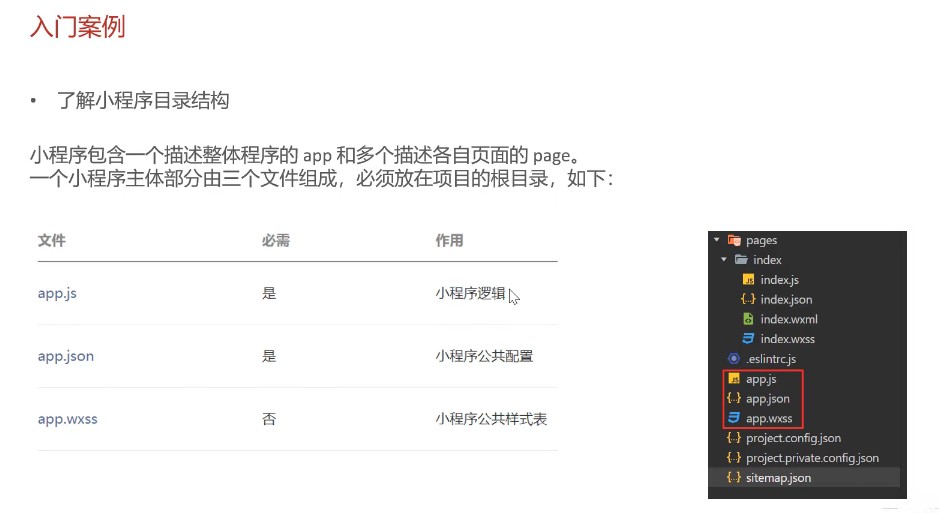 入门案例
• 了解小程序目录结构
小程序包含一个描述整体程序的 app 和多个描述各自页面的 page。
一个小程序主体部分由三个文件组成，必须放在项目的根目录，如下：
文件 必需 作用
app.js 是 小程序逻辑
app.json 是 小程序公共配置
app.wxss 否 小程序公共样式表
pages
index
index.js
index.json
index.wxml
index.wxss
.eslintrc.js
app.js
app.json
app.wxss
project.config.json
project.private.config.json
sitemap.json